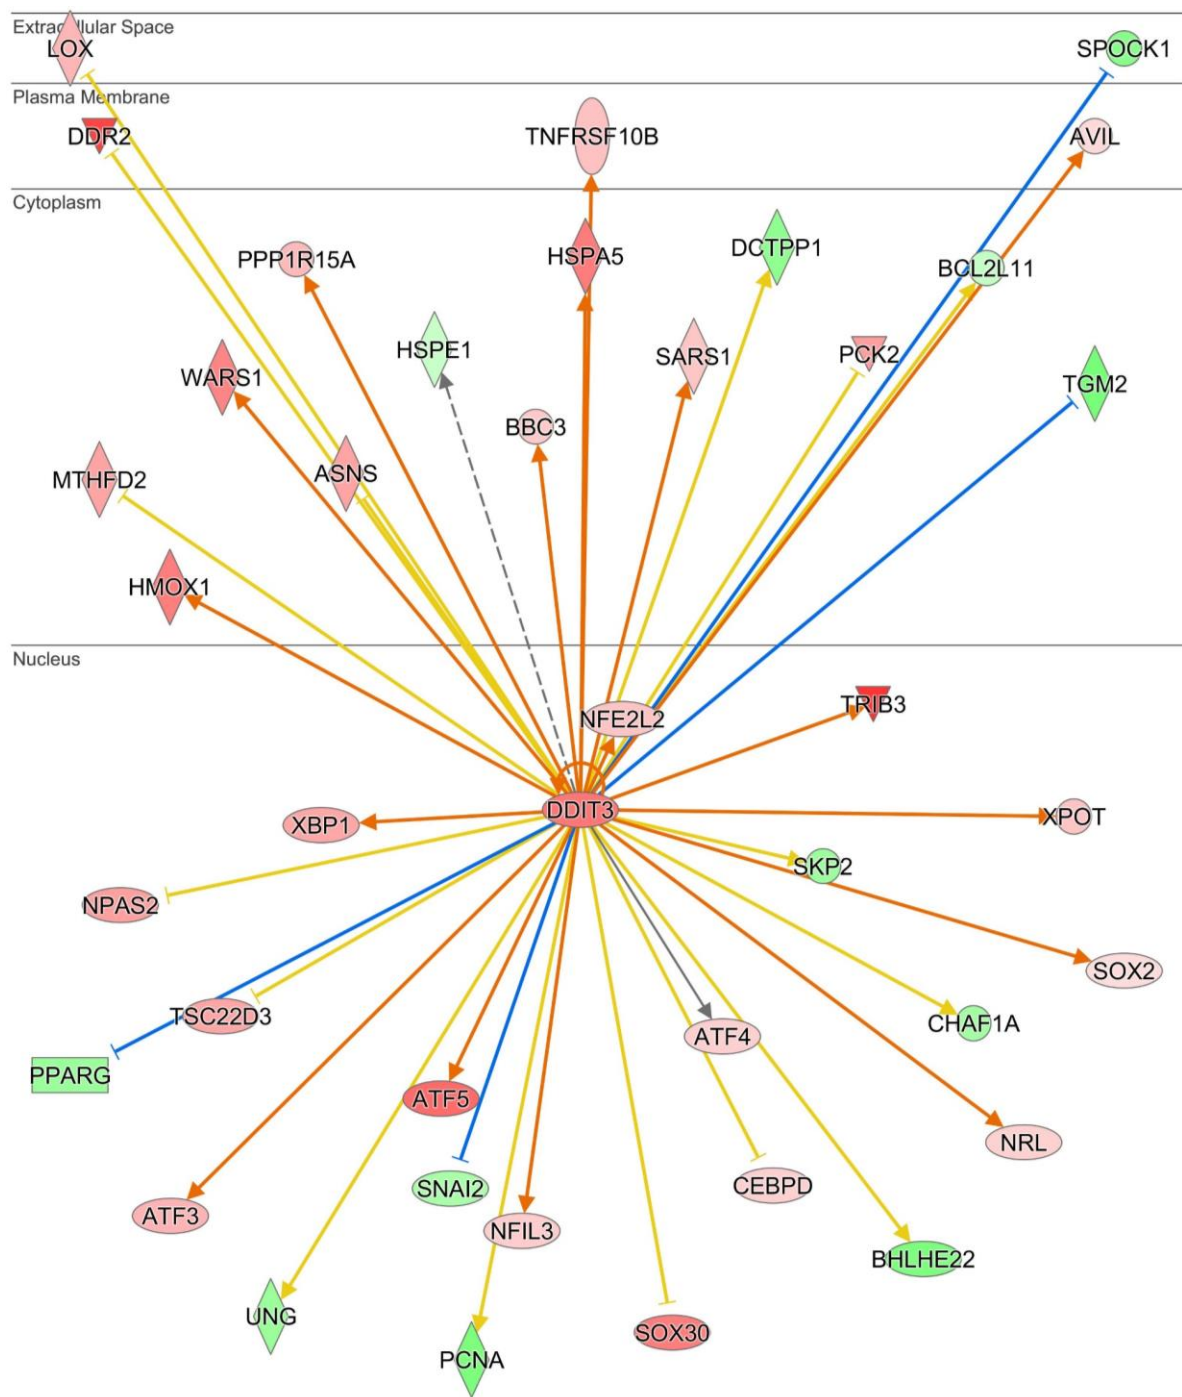 Extracellular Space
LOX
SPOCK1
Plasma Membrane
DDR2
TNFRSF10B
AVIL
Cytoplasm
PPP1R15A
HSPA5
DCTPP1
BCL2L11
HSPE1
SARS1
PCK2
WARS1
TGM2
BBC3
MTHFD2
ASNS
HMOX1
Nucleus
NFE2L2
TRIB3
DDIT3
XBP1
XPOT
SKP2
NPAS2
SOX2
TSC22D3
CHAF1A
ATF4
PPARG
ATF5
NRL
SNAI2
CEBPD
ATF3
NFIL3
BHLHE22
UNG
SOX30
PCNA